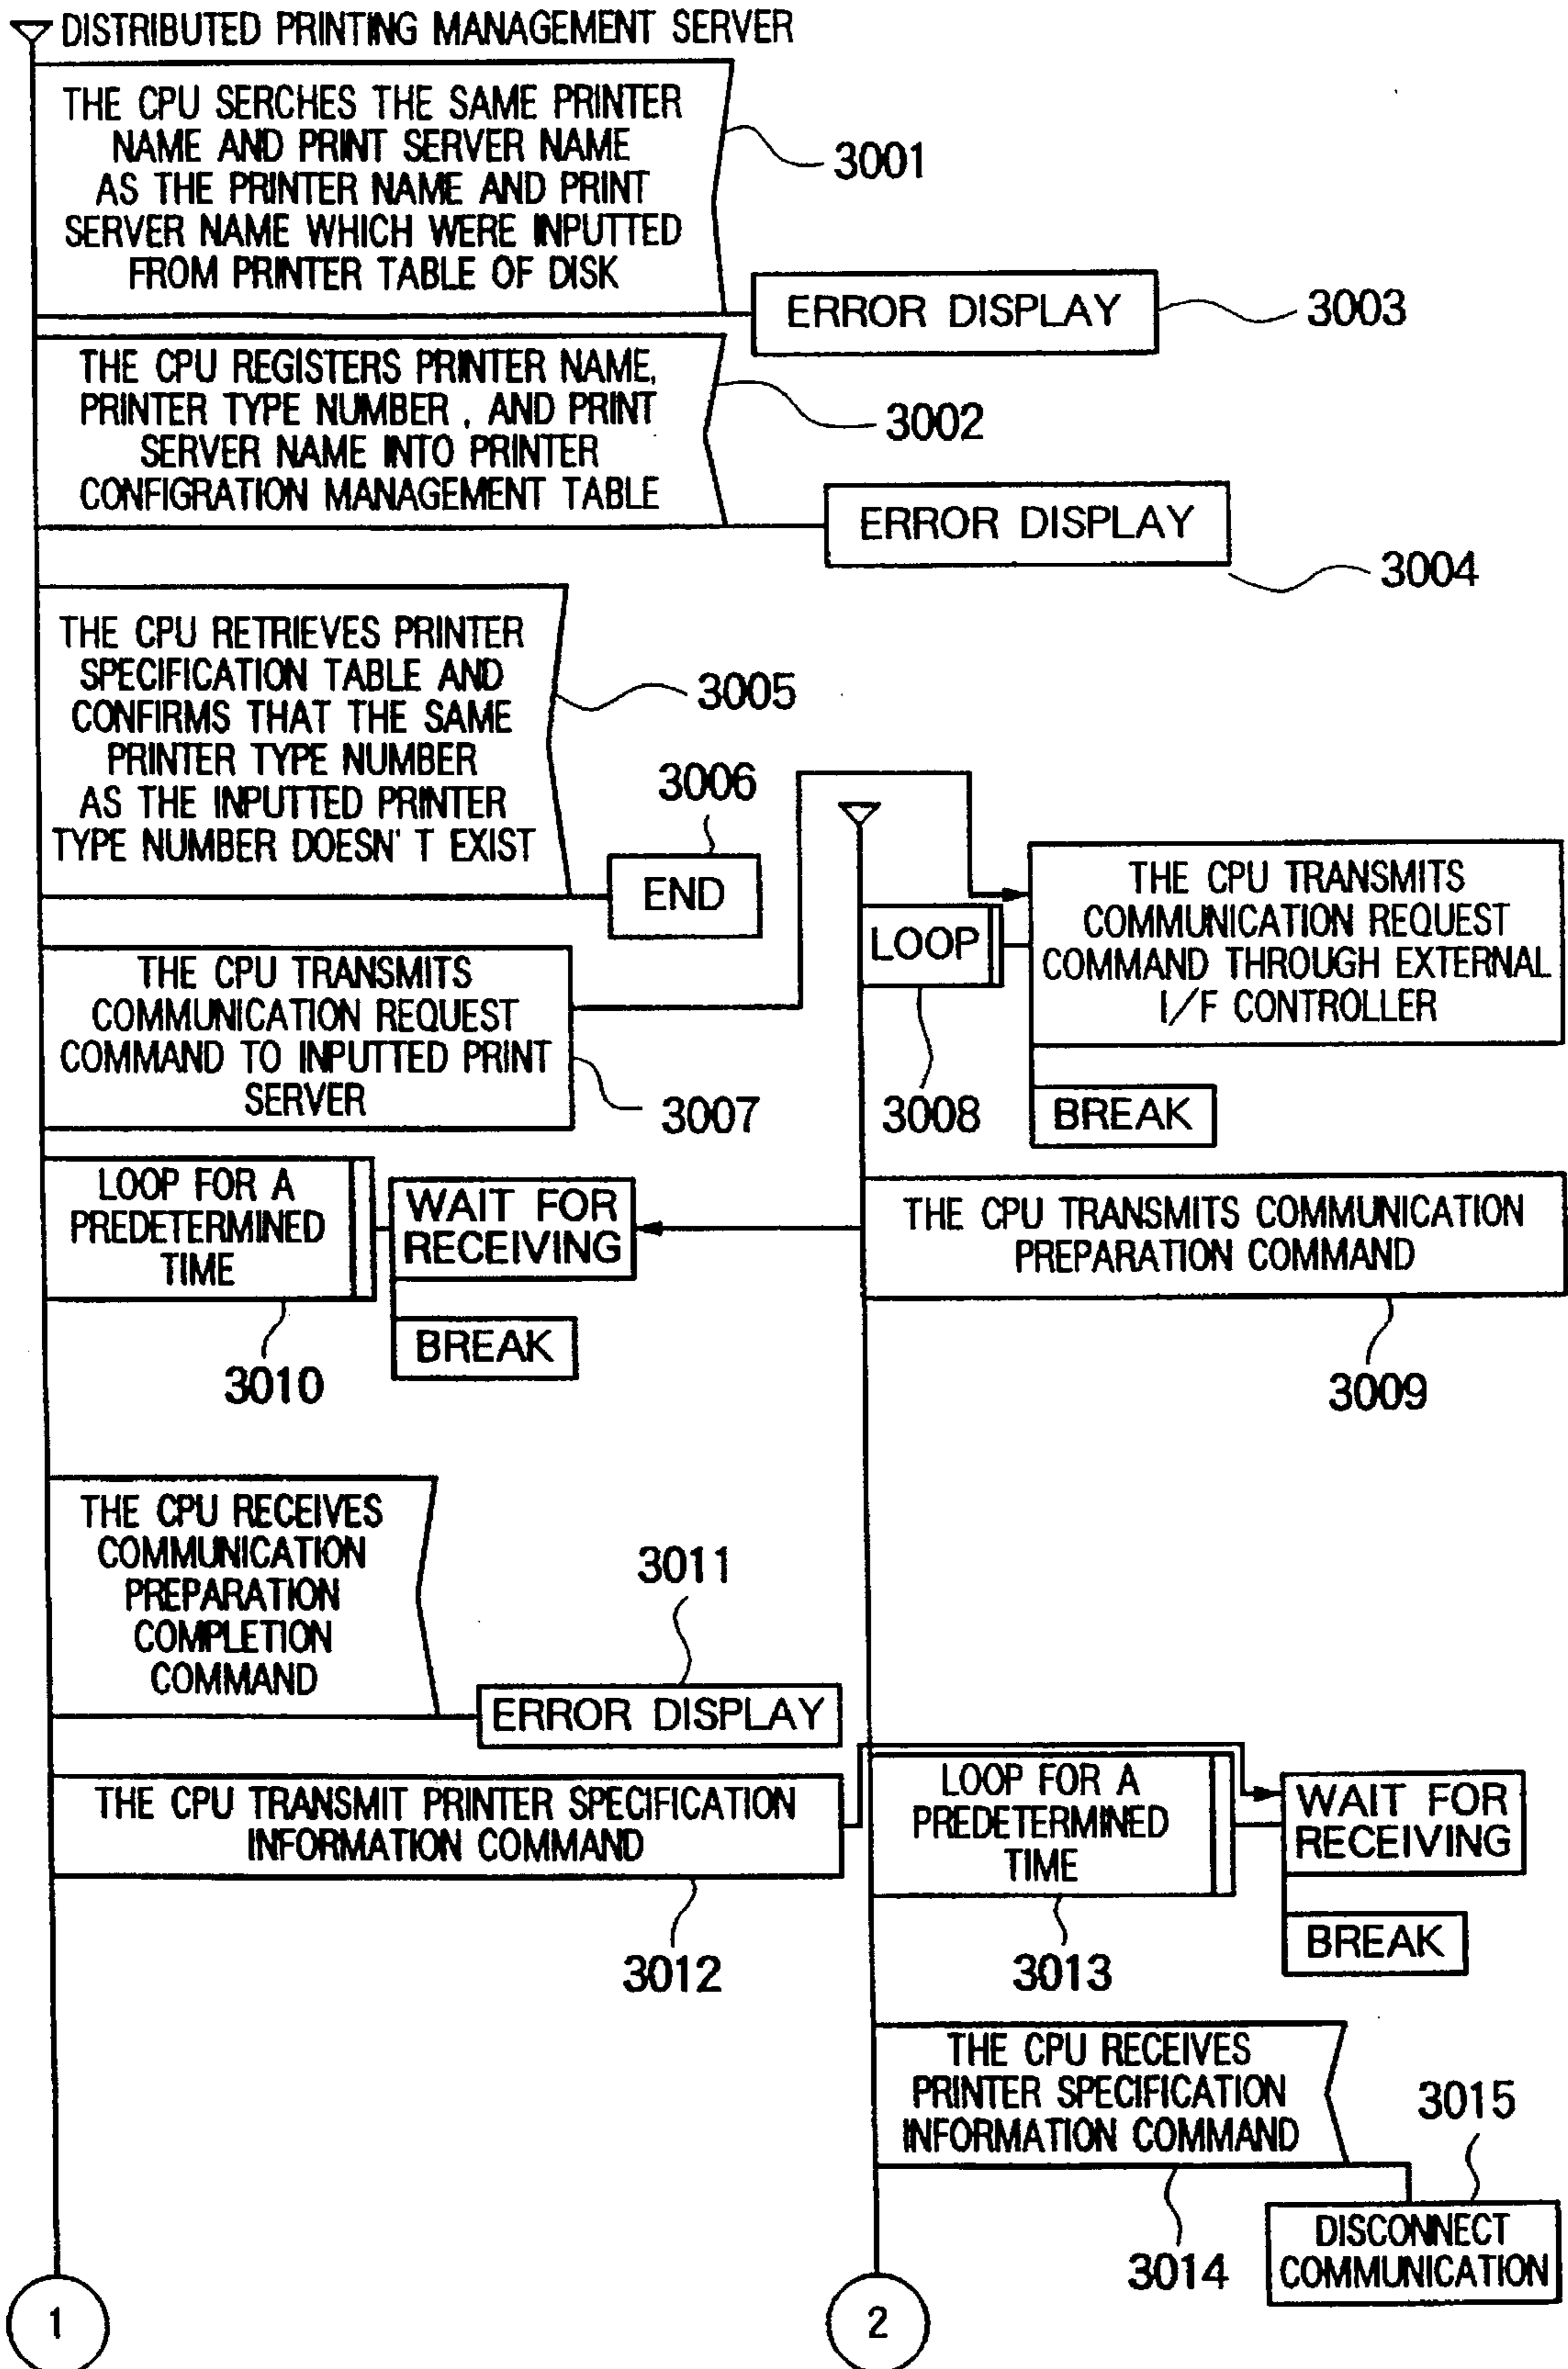 DISTRIBUTED PRINTING MANAGEMENT SERVER
THE CPU SERCHES THE SAME PRINTER
NAME AND PRINT SERVER NAME
AS THE PRINTER NAME AND PRINT
SERVER NAME WHICH WERE INPUTTED
FROM PRINTER TABLE OF DISK
3001
ERROR DISPLAY
3003
THE CPU REGISTERS PRINTER NAME,
PRINTER TYPE NUMBER , AND PRINT
SERVER NAME INTO PRINTER
CONFIGRATION MANAGEMENT TABLE
3002
ERROR DISPLAY
3004
THE CPU RETRIEVES PRINTER
SPECIFICATION TABLE AND
CONFIRMS THAT THE SAME
PRINTER TYPE NUMBER
AS THE INPUTTED PRINTER
TYPE NUMBER DOESN' T EXIST
3005
3006
END
THE CPU TRANSMITS
COMMUNICATION REQUEST
COMMAND TO INPUTTED PRINT
SERVER
3007
LOOP
3008
THE CPU TRANSMITS
COMMUNICATION REQUEST
COMMAND THROUGH EXTERNAL
I/F CONTROLLER
BREAK
LOOP FOR A
PREDETERMINED
TIME
3010
WAIT FOR
RECEIVING
BREAK
THE CPU TRANSMITS COMMUNICATION
PREPARATION COMMAND
3009
THE CPU RECEIVES
COMMUNICATION
PREPARATION
COMPLETION
COMMAND
3011
ERROR DISPLAY
THE CPU TRANSMIT PRINTER SPECIFICATION
INFORMATION COMMAND
3012
LOOP FOR A
PREDETERMINED
TIME
3013
WAIT FOR
RECEIVING
BREAK
THE CPU RECEIVES
PRINTER SPECIFICATION
INFORMATION COMMAND
3014
3015
DISCONNECT
COMMUNICATION
1
2